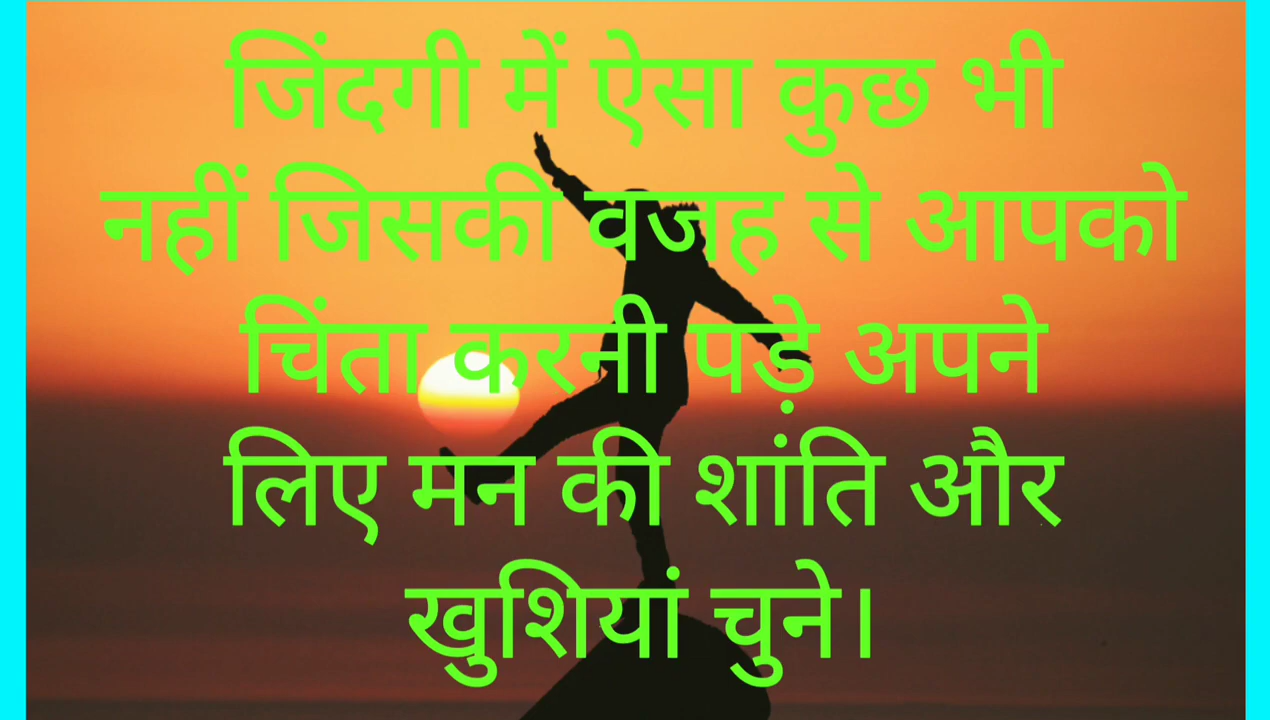 जिंदगी में ऐसा कुछ भी
नहीं जिसकी वजह से आपको
चिंता करनी पड़े अपने
लिए मन की शांति और
खुशियां चुने।